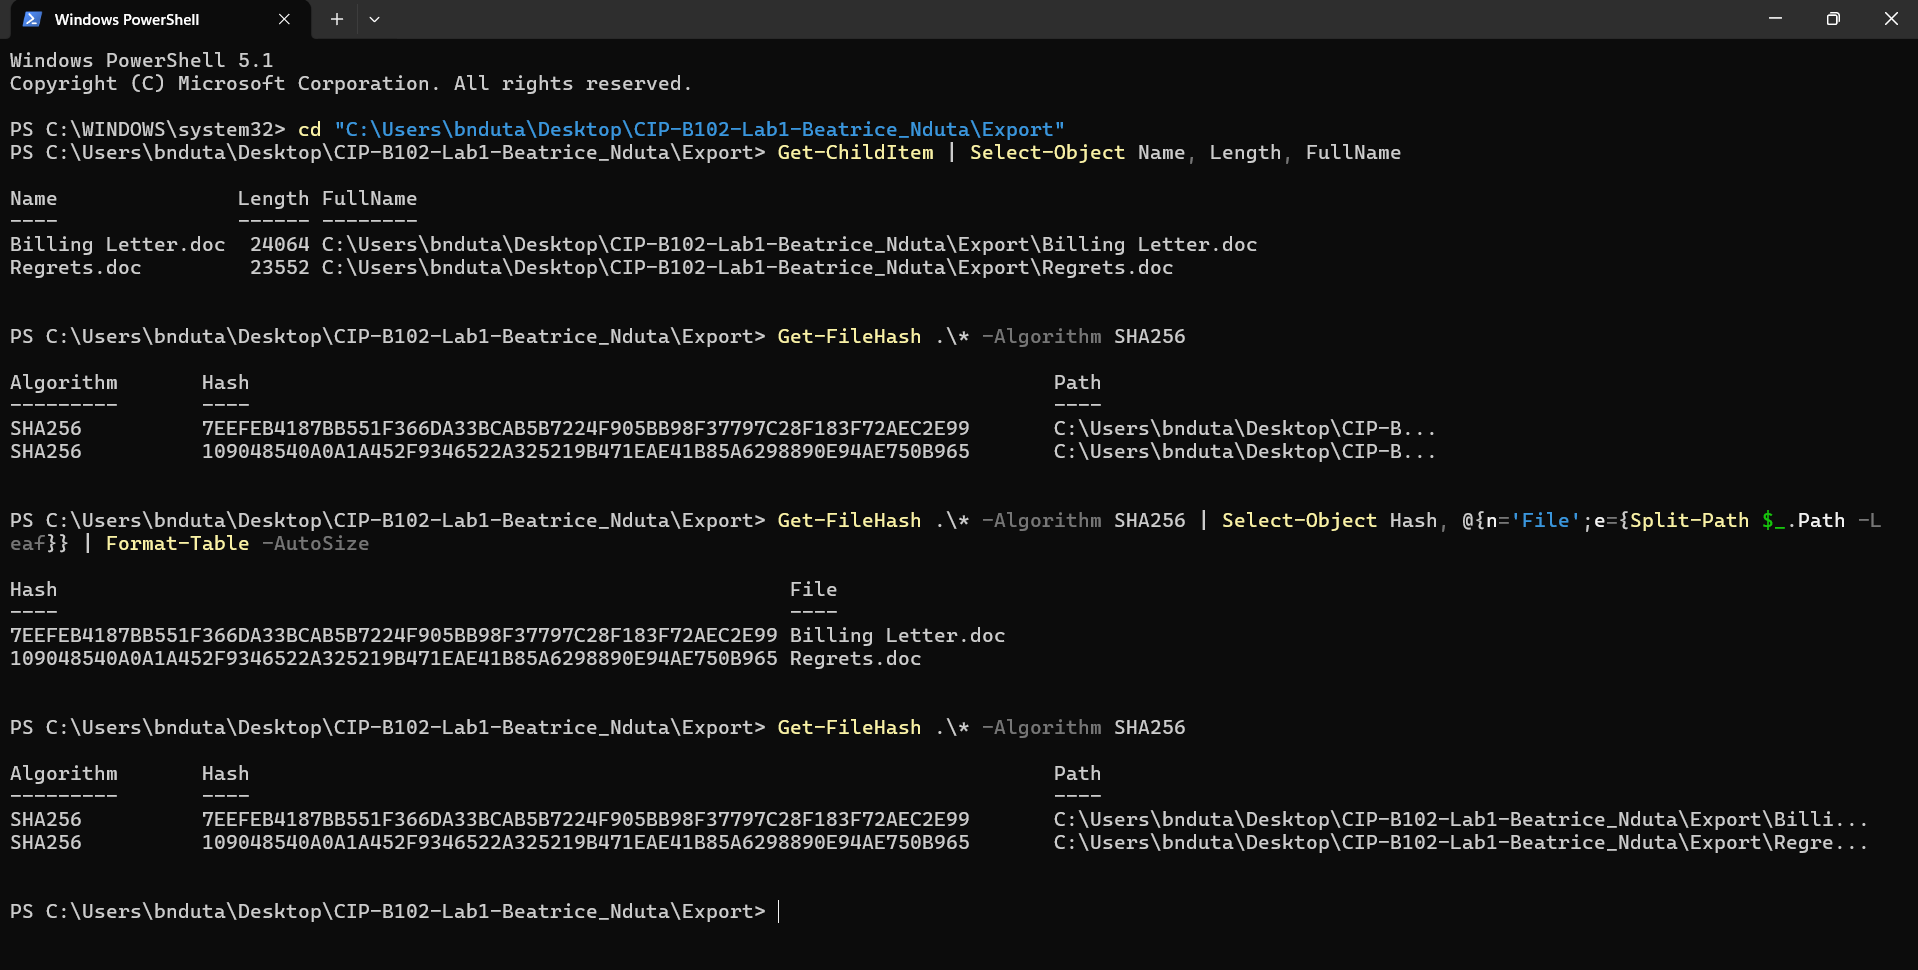 Windows PowerShell
Windows PowerShell 5.1
Copyright (C) Microsoft Corporation. All rights reserved.
PS C:\WINDOWS\system32> cd "C:\Users\bnduta\Desktop\CIP-B102-Lab1-Beatrice_Nduta\Export"
PS C:\Users\bnduta\Desktop\CIP-B102-Lab1-Beatrice_Nduta\Export> Get-ChildItem | Select-Object Name, Length, FullName
Name Length FullName
---- ------ --------
Billing Letter.doc 24064 C:\Users\bnduta\Desktop\CIP-B102-Lab1-Beatrice_Nduta\Export\Billing Letter.doc
Regrets.doc 23552 C:\Users\bnduta\Desktop\CIP-B102-Lab1-Beatrice_Nduta\Export\Regrets.doc
PS C:\Users\bnduta\Desktop\CIP-B102-Lab1-Beatrice_Nduta\Export> Get-FileHash .\* -Algorithm SHA256
Algorithm Hash Path
--------- ---- ----
SHA256 7EEFEB4187BB551F366DA33BCAB5B7224F905BB98F37797C28F183F72AEC2E99 C:\Users\bnduta\Desktop\CIP-B...
SHA256 109048540A0A1A452F9346522A325219B471EAE41B85A6298890E94AE750B965 C:\Users\bnduta\Desktop\CIP-B...
PS C:\Users\bnduta\Desktop\CIP-B102-Lab1-Beatrice_Nduta\Export> Get-FileHash .\* -Algorithm SHA256 | Select-Object Hash, @{n='File';e={Split-Path $_.Path -L
eaf}} | Format-Table -AutoSize
Hash File
---- ----
7EEFEB4187BB551F366DA33BCAB5B7224F905BB98F37797C28F183F72AEC2E99 Billing Letter.doc
109048540A0A1A452F9346522A325219B471EAE41B85A6298890E94AE750B965 Regrets.doc
PS C:\Users\bnduta\Desktop\CIP-B102-Lab1-Beatrice_Nduta\Export> Get-FileHash .\* -Algorithm SHA256
Algorithm Hash Path
--------- ---- ----
SHA256 7EEFEB4187BB551F366DA33BCAB5B7224F905BB98F37797C28F183F72AEC2E99 C:\Users\bnduta\Desktop\CIP-B102-Lab1-Beatrice_Nduta\Export\Billi...
SHA256 109048540A0A1A452F9346522A325219B471EAE41B85A6298890E94AE750B965 C:\Users\bnduta\Desktop\CIP-B102-Lab1-Beatrice_Nduta\Export\Regre...
PS C:\Users\bnduta\Desktop\CIP-B102-Lab1-Beatrice_Nduta\Export>